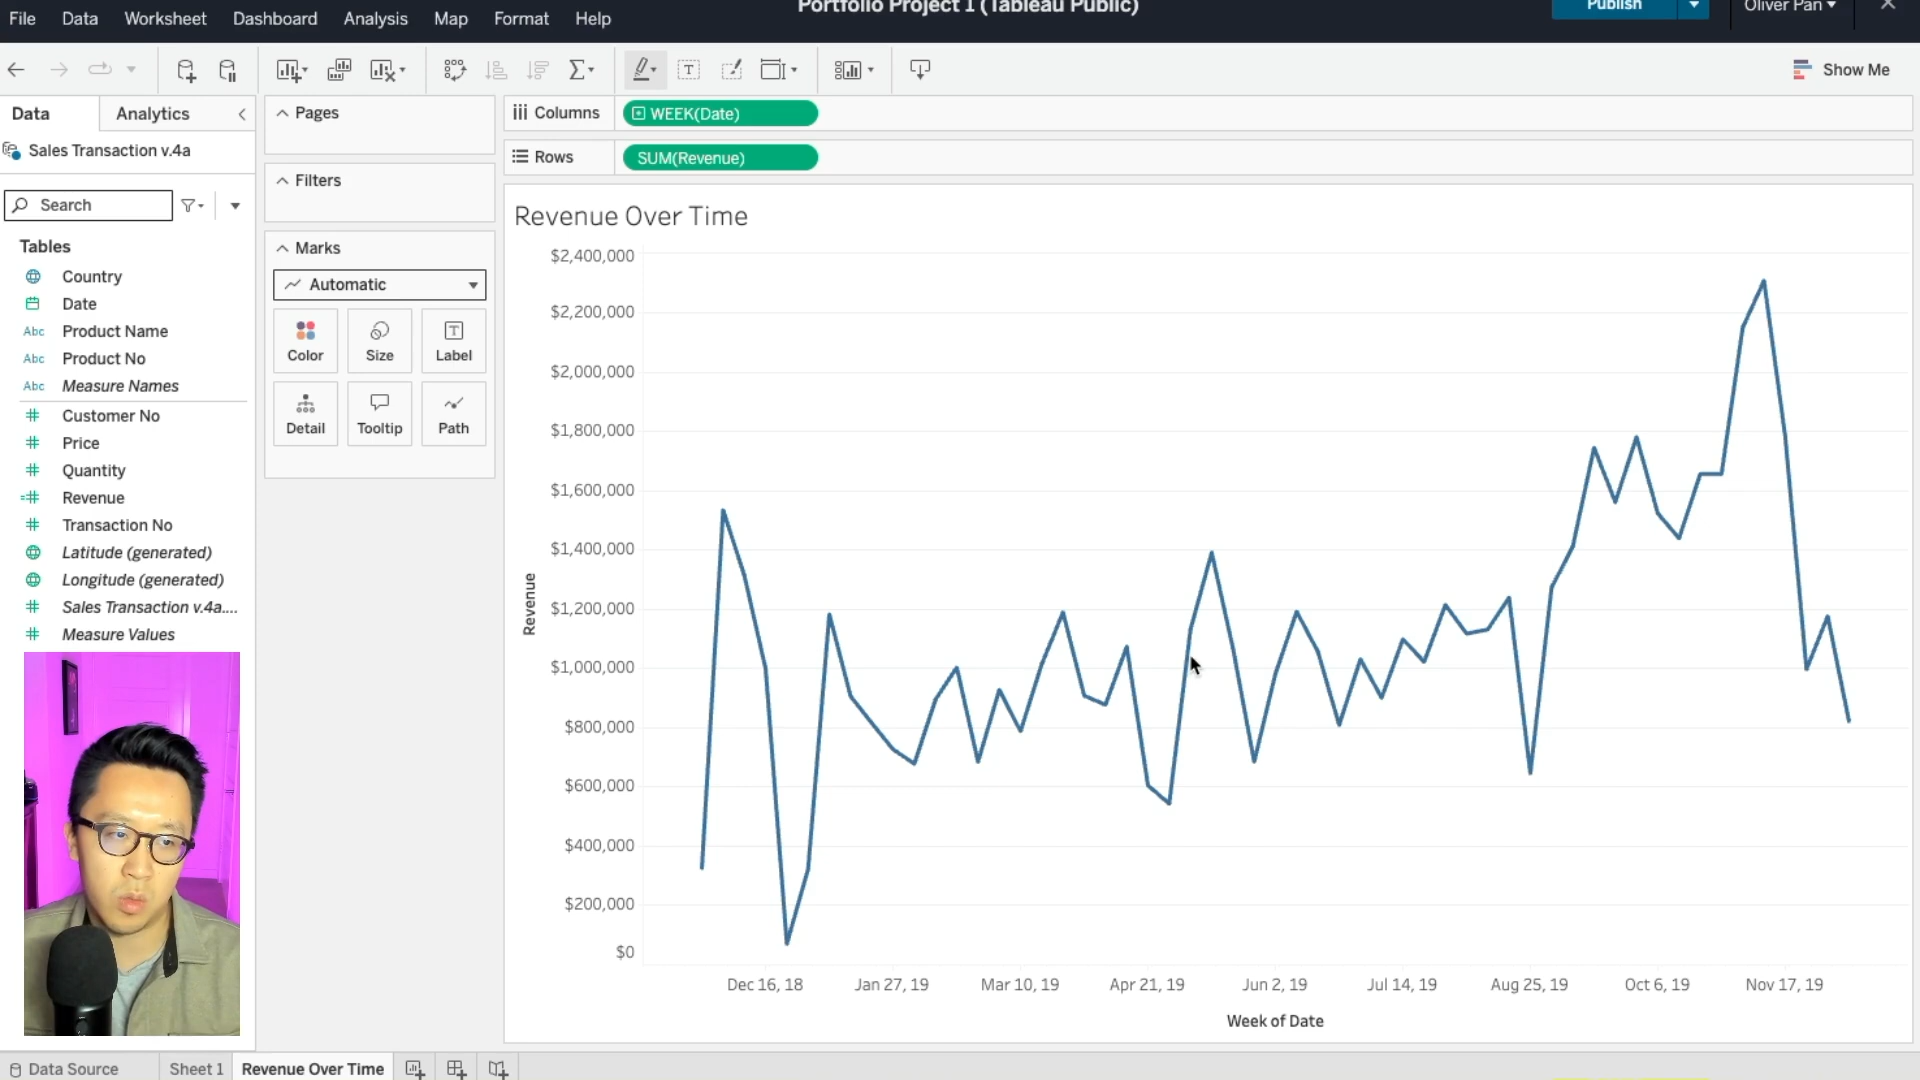 Portfolio Project 1 (Tableau Public)
Publish
Oliver Pan
File Data Worksheet Dashboard Analysis Map Format Help
Show Me
Data Analytics
Sales Transaction v.4a
Search
Tables
Country
Date
Abc Product Name
Abc Product No
Abc Measure Names
Customer No
Price
Quantity
Revenue
Transaction No
Latitude (generated)
Longitude (generated)
Sales Transaction v.4a....
Measure Values
Pages
Filters
Marks
Automatic
Color Size Label
Detail Tooltip Path
Columns WEEK(Date)
Rows SUM(Revenue)
Revenue Over Time
$2,400,000
$2,200,000
$2,000,000
$1,800,000
$1,600,000
$1,400,000
$1,200,000
$1,000,000
$800,000
$600,000
$400,000
$200,000
$0
Revenue
Dec 16, 18 Jan 27, 19 Mar 10, 19 Apr 21, 19 Jun 2, 19 Jul 14, 19 Aug 25, 19 Oct 6, 19 Nov 17, 19
Week of Date
Data Source Sheet 1 Revenue Over Time